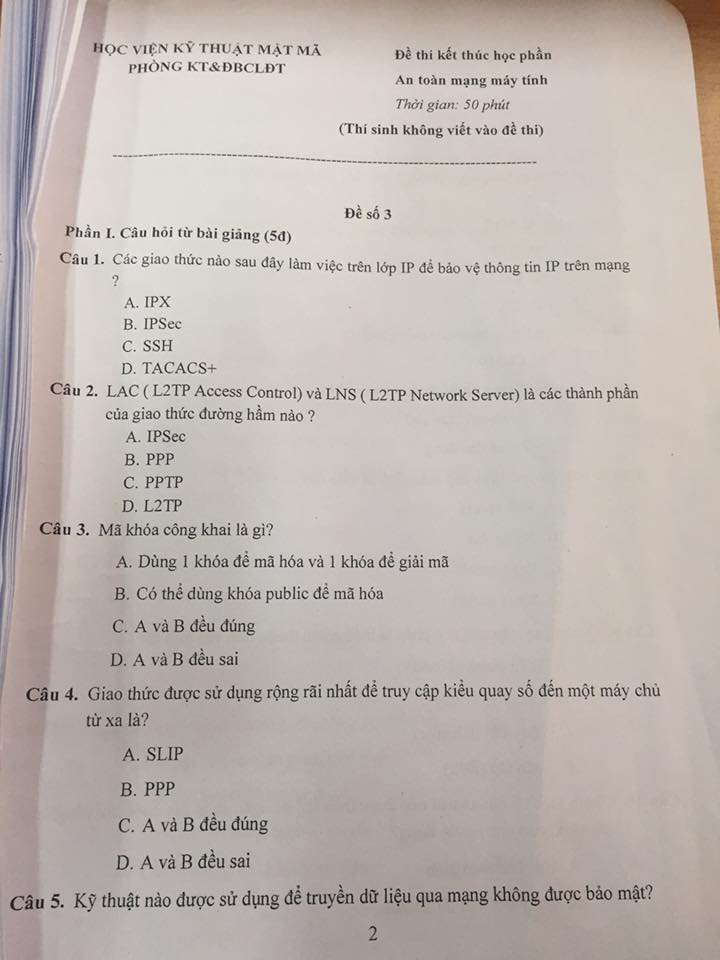 HỌC VIỆN KỸ THUẬT MẬT MÃ
PHÒNG KT&ĐBCLĐT
Đề thi kết thúc học phần
An toàn mạng máy tính
Thời gian: 50 phút
(Thí sinh không viết vào đề thi)
Đề số 3
Phần I. Câu hỏi từ bài giảng (5đ)
Câu 1. Các giao thức nào sau đây làm việc trên lớp IP để bảo vệ thông tin IP trên mạng
?
A. IPX
B. IPSec
C. SSH
D. TACACS+
Câu 2. LAC ( L2TP Access Control) và LNS ( L2TP Network Server) là các thành phần
của giao thức đường hầm nào ?
A. IPSec
B. PPP
C. PPTP
D. L2TP
Câu 3. Mã khóa công khai là gì?
A. Dùng 1 khóa để mã hóa và 1 khóa để giải mã
B. Có thể dùng khóa public để mã hóa
C. A và B đều đúng
D. A và B đều sai
Câu 4. Giao thức được sử dụng rộng rãi nhất để truy cập kiểu quay số đến một máy chủ
từ xa là?
A. SLIP
B. PPP
C. A và B đều đúng
D. A và B đều sai
Câu 5. Kỹ thuật nào được sử dụng để truyền dữ liệu qua mạng không được bảo mật?
2